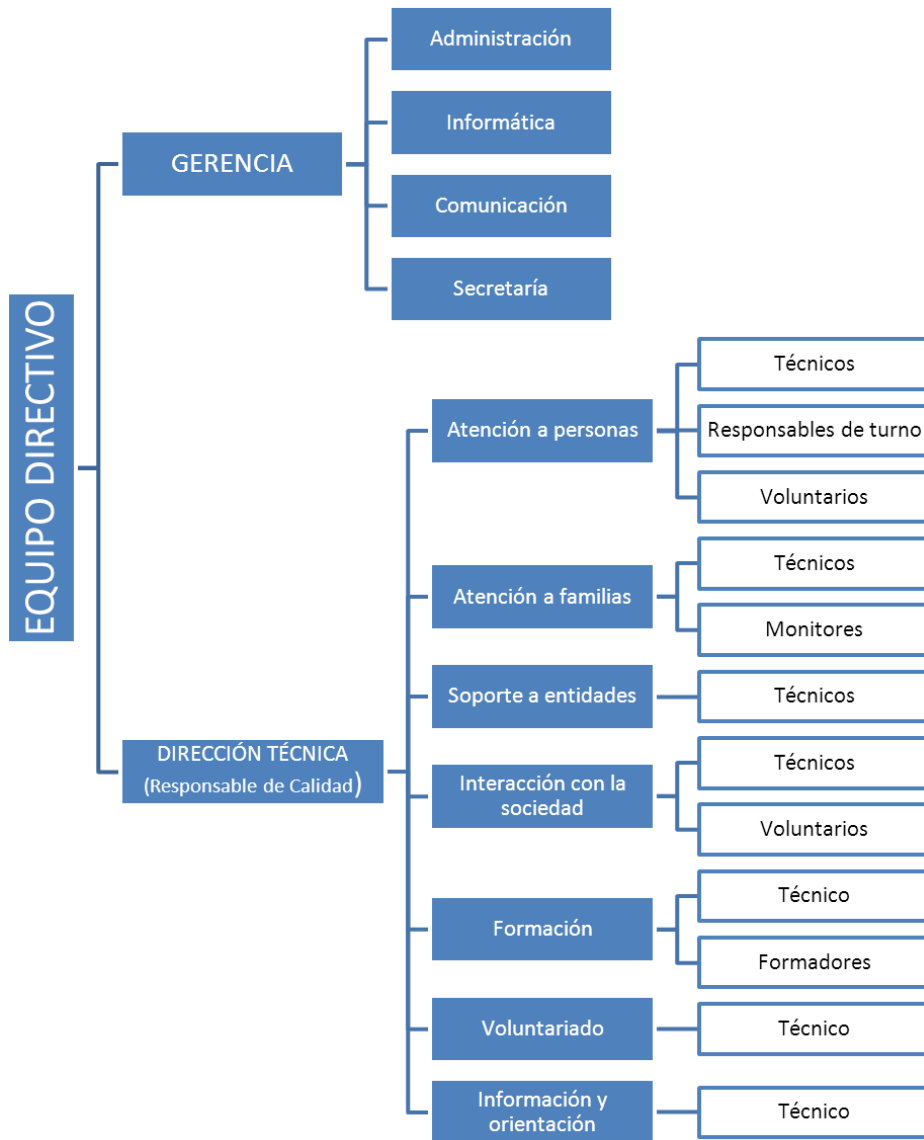 EQUIPO DIRECTIVO
GERENCIA
Administración
Informática
Comunicación
Secretaría
DIRECCIÓN TÉCNICA
(Responsable de Calidad)
Atención a personas
Técnicos
Responsables de turno
Voluntarios
Atención a familias
Técnicos
Monitores
Soporte a entidades
Técnicos
Interacción con la
sociedad
Técnicos
Voluntarios
Formación
Técnico
Formadores
Voluntariado
Técnico
Información y
orientación
Técnico